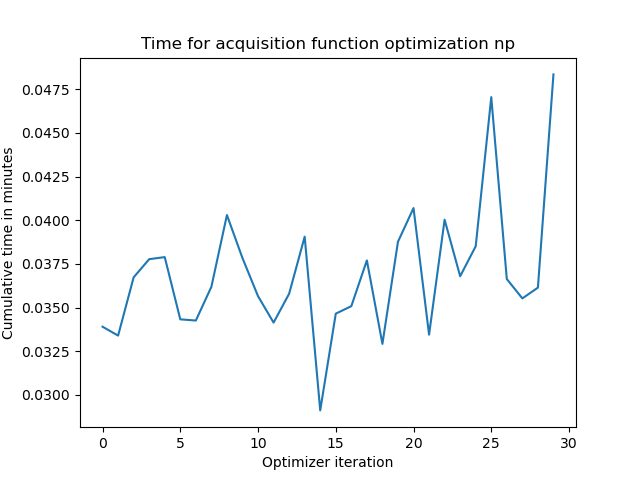 Time for acquisition function optimization np
Cumulative time in minutes
0.0475
0.0450
0.0425
0.0400
0.0375
0.0350
0.0325
0.0300
0 5 10 15 20 25 30
Optimizer iteration